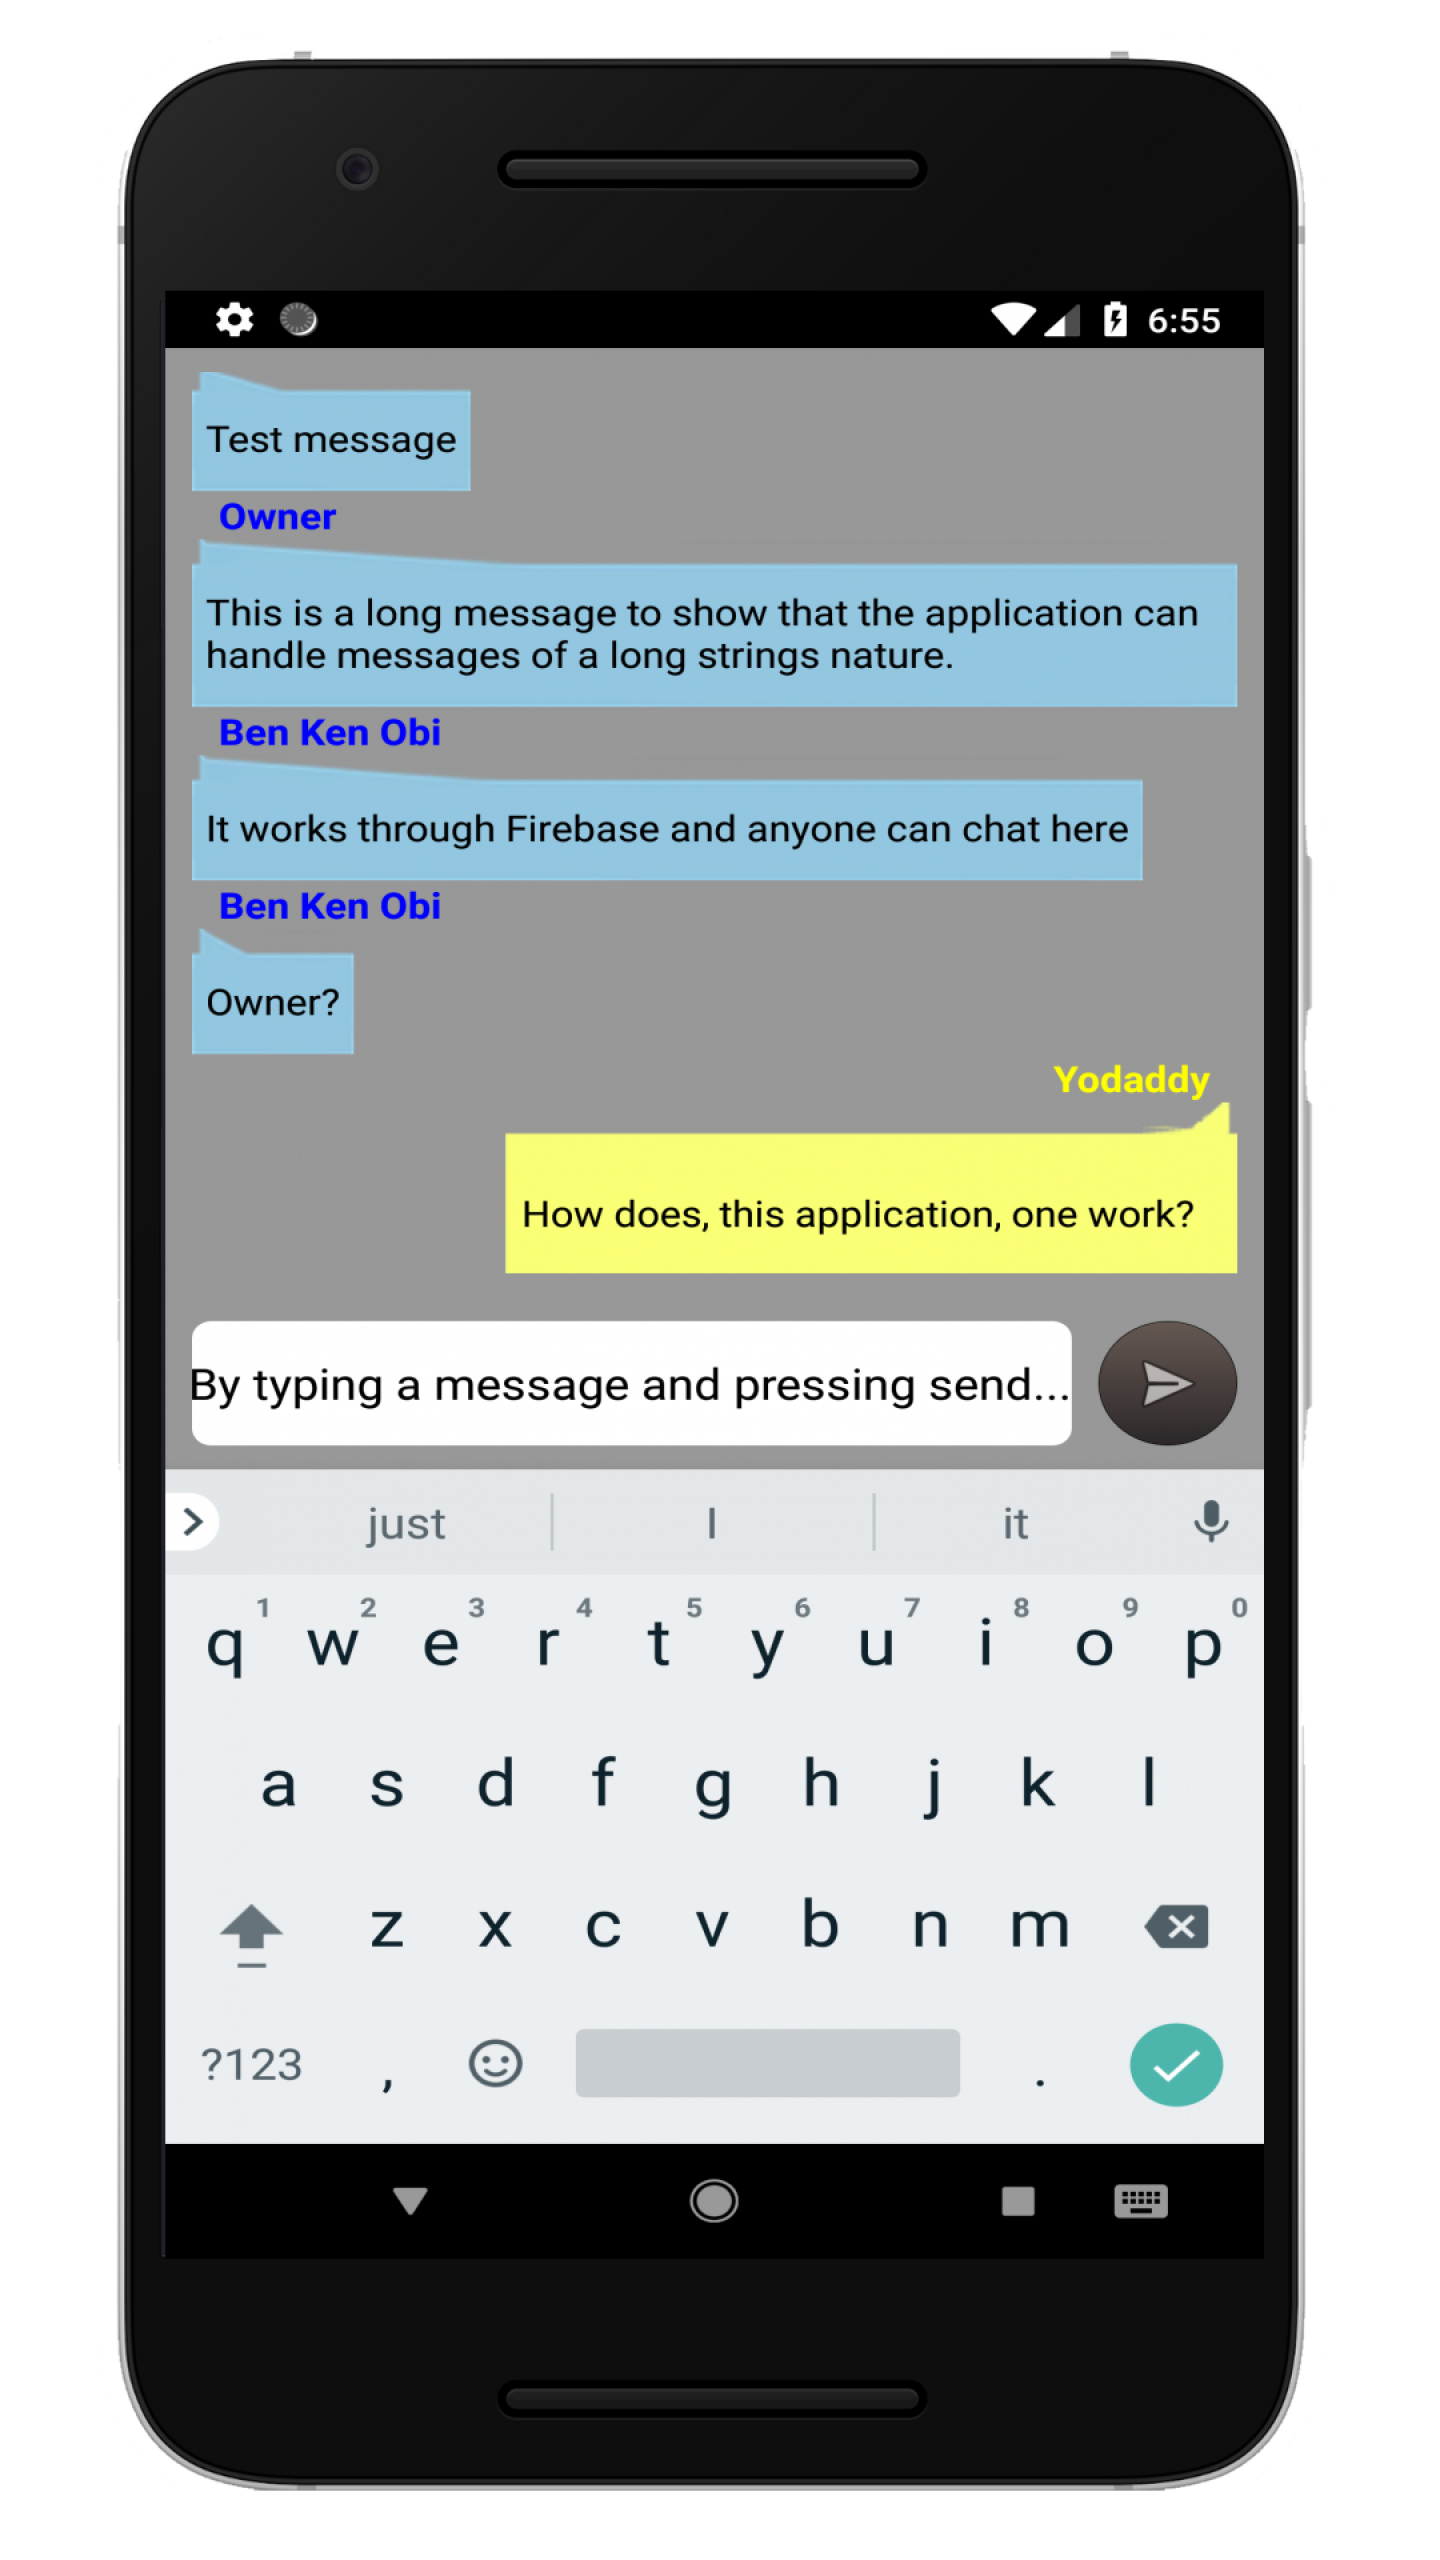 6:55
Test message
Owner
This is a long message to show that the application can
handle messages of a long strings nature.
Ben Ken Obi
It works through Firebase and anyone can chat here
Ben Ken Obi
Owner?
Yodaddy
How does, this application, one work?
By typing a message and pressing send...
just I it
1 2 3 4 5 6 7 8 9 0
q w e r t y u i o p
a s d f g h j k l
z x c v b n m
?123 , .